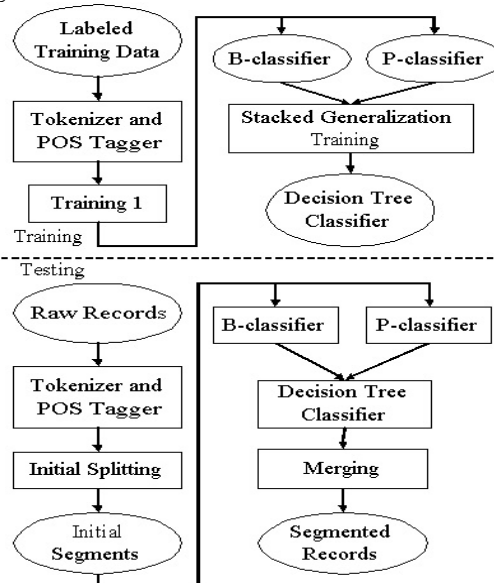 Labeled
Training Data
Tokenizer and
POS Tagger
Training 1
Training
B-classifier
P-classifier
Stacked Generalization
Training
Decision Tree
Classifier
Testing
Raw Records
Tokenizer and
POS Tagger
Initial Splitting
Initial
Segments
B-classifier
P-classifier
Decision Tree
Classifier
Merging
Segmented
Records